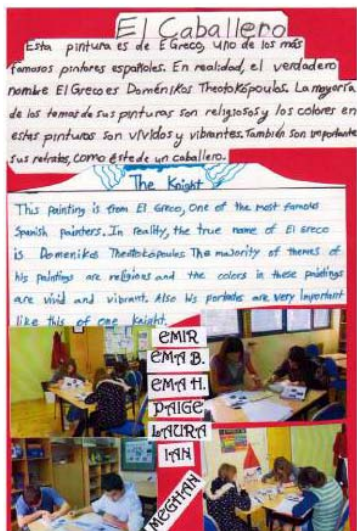 El Caballero
Esta pintura es de El Greco, uno de los más
famosos pintores españoles. En realidad, el verdadero
nombre El Greco es Doménikos Theotokópoulos. La mayoría
de los temas de sus pinturas son religiosos y los colores en
estas pinturas son vívidos y vibrantes. También son importantes
sus retratos, como éste de un caballero.
The Knight
This painting is from El Greco, One of the most famous
Spanish painters. In reality, the true name of El Greco
is Domenikos Theotokopoulos The majority of themes of
his paintings are religious and the colors in these paintings
are vivid and vibrant. Also his portraits are very Important
like this of one Knight.
EMIR
EMA B.
EMA H.
PAIGE
LAURA
IAN
MEGHAN